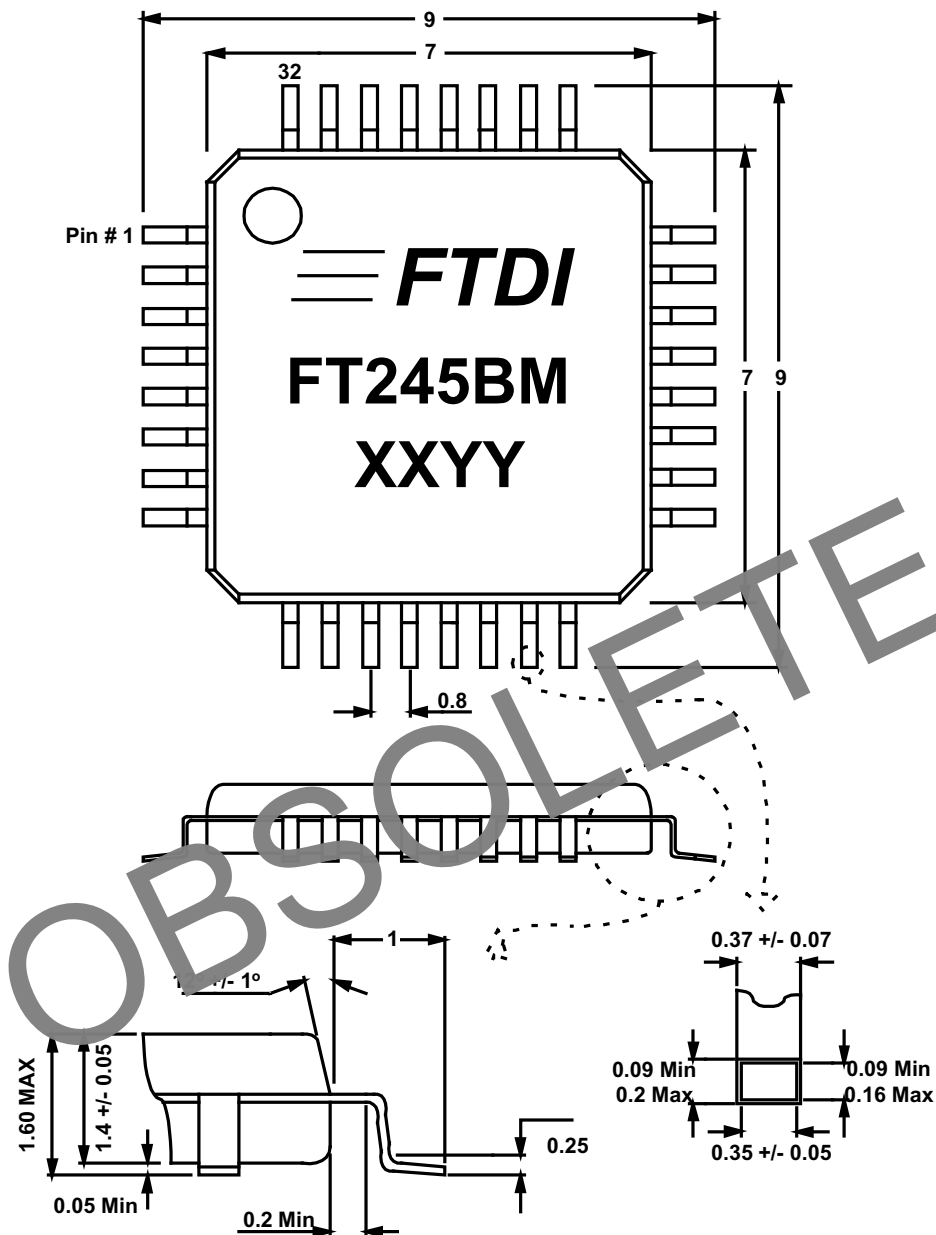 9
7
32
Pin # 1
FTDI
FT245BM
XXYY
7
9
0.8
OBSOLETE
1
12° +/- 1°
1.60 MAX
1.4 +/- 0.05
0.05 Min
0.2 Min
0.25
0.37 +/- 0.07
0.09 Min
0.2 Max
0.09 Min
0.16 Max
0.35 +/- 0.05